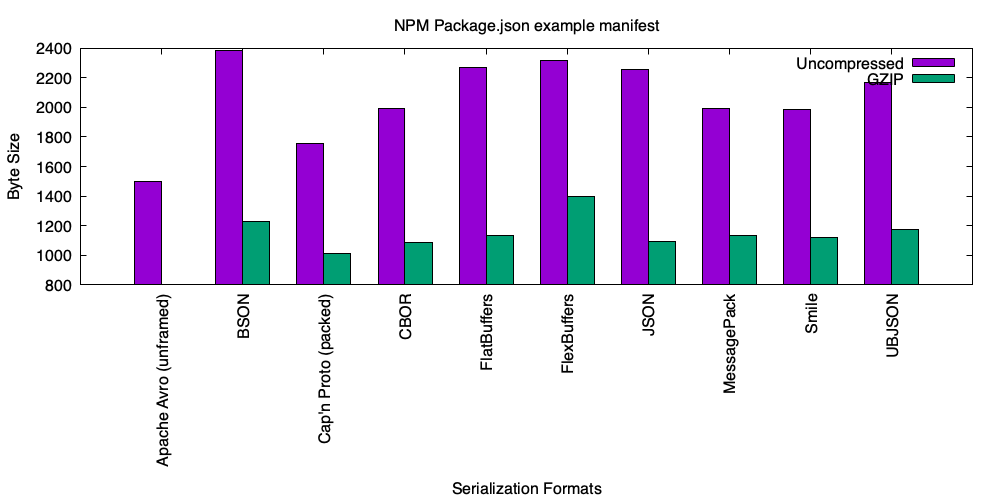 NPM Package.json example manifest
2400
2200
2000
1800
1600
1400
1200
1000
800
Byte Size
Uncompressed
GZIP
Apache Avro (unframed)
BSON
Cap'n Proto (packed)
CBOR
FlatBuffers
FlexBuffers
JSON
MessagePack
Smile
UBJSON
Serialization Formats